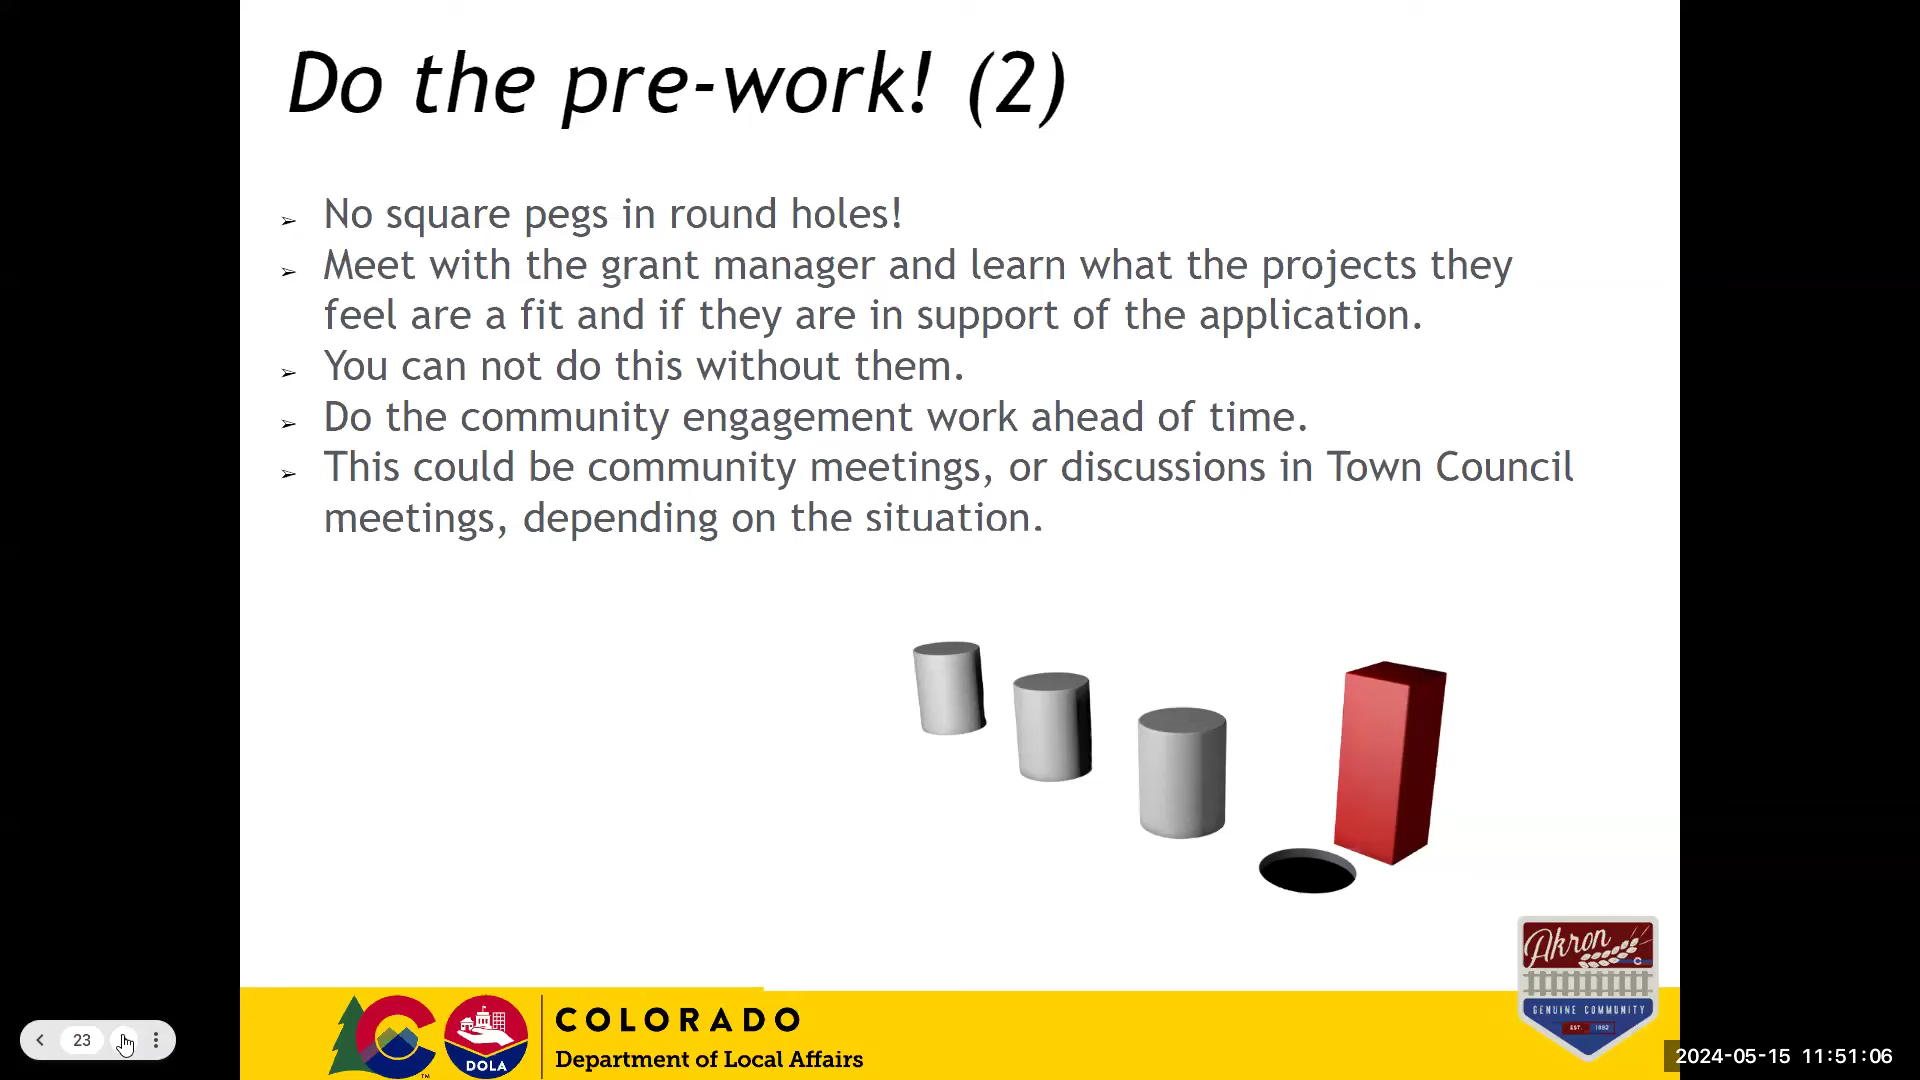 Do the pre-work! (2)
➢ No square pegs in round holes!
➢ Meet with the grant manager and learn what the projects they
feel are a fit and if they are in support of the application.
➢ You can not do this without them.
➢ Do the community engagement work ahead of time.
➢ This could be community meetings, or discussions in Town Council
meetings, depending on the situation.
Akron
C
GENUINE COMMUNITY
EST. 1882
DOLA
TM
COLORADO
Department of Local Affairs
23
2024-05-15 11:51:06